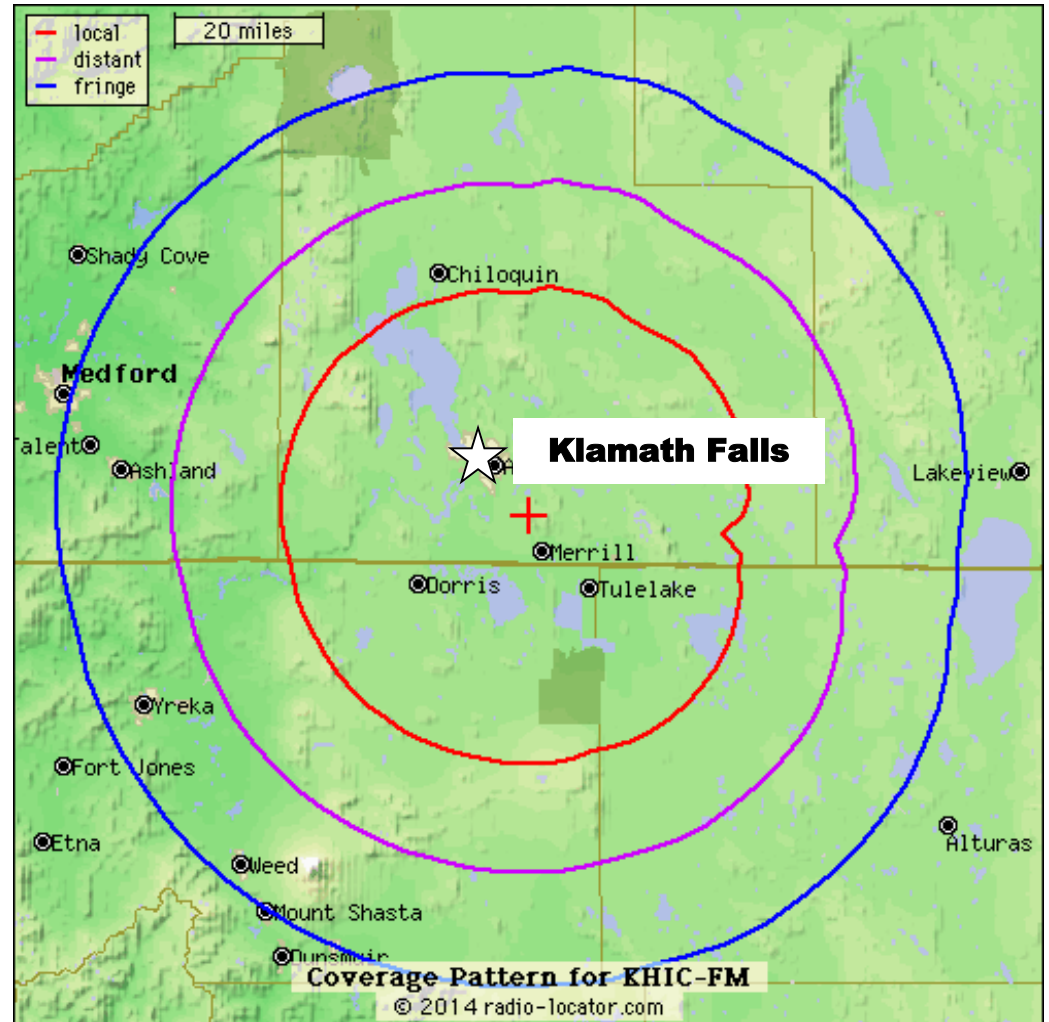 local
distant
fringe
20 miles
Shady Cove
Chiloquin
Medford
Talent
Ashland
Klamath Falls
Lakeview
Merrill
Dorris
Tulelake
Yreka
Fort Jones
Etna
Weed
Alturas
Mount Shasta
Dunsmuir
Coverage Pattern for KHIC-FM
© 2014 radio-locator.com